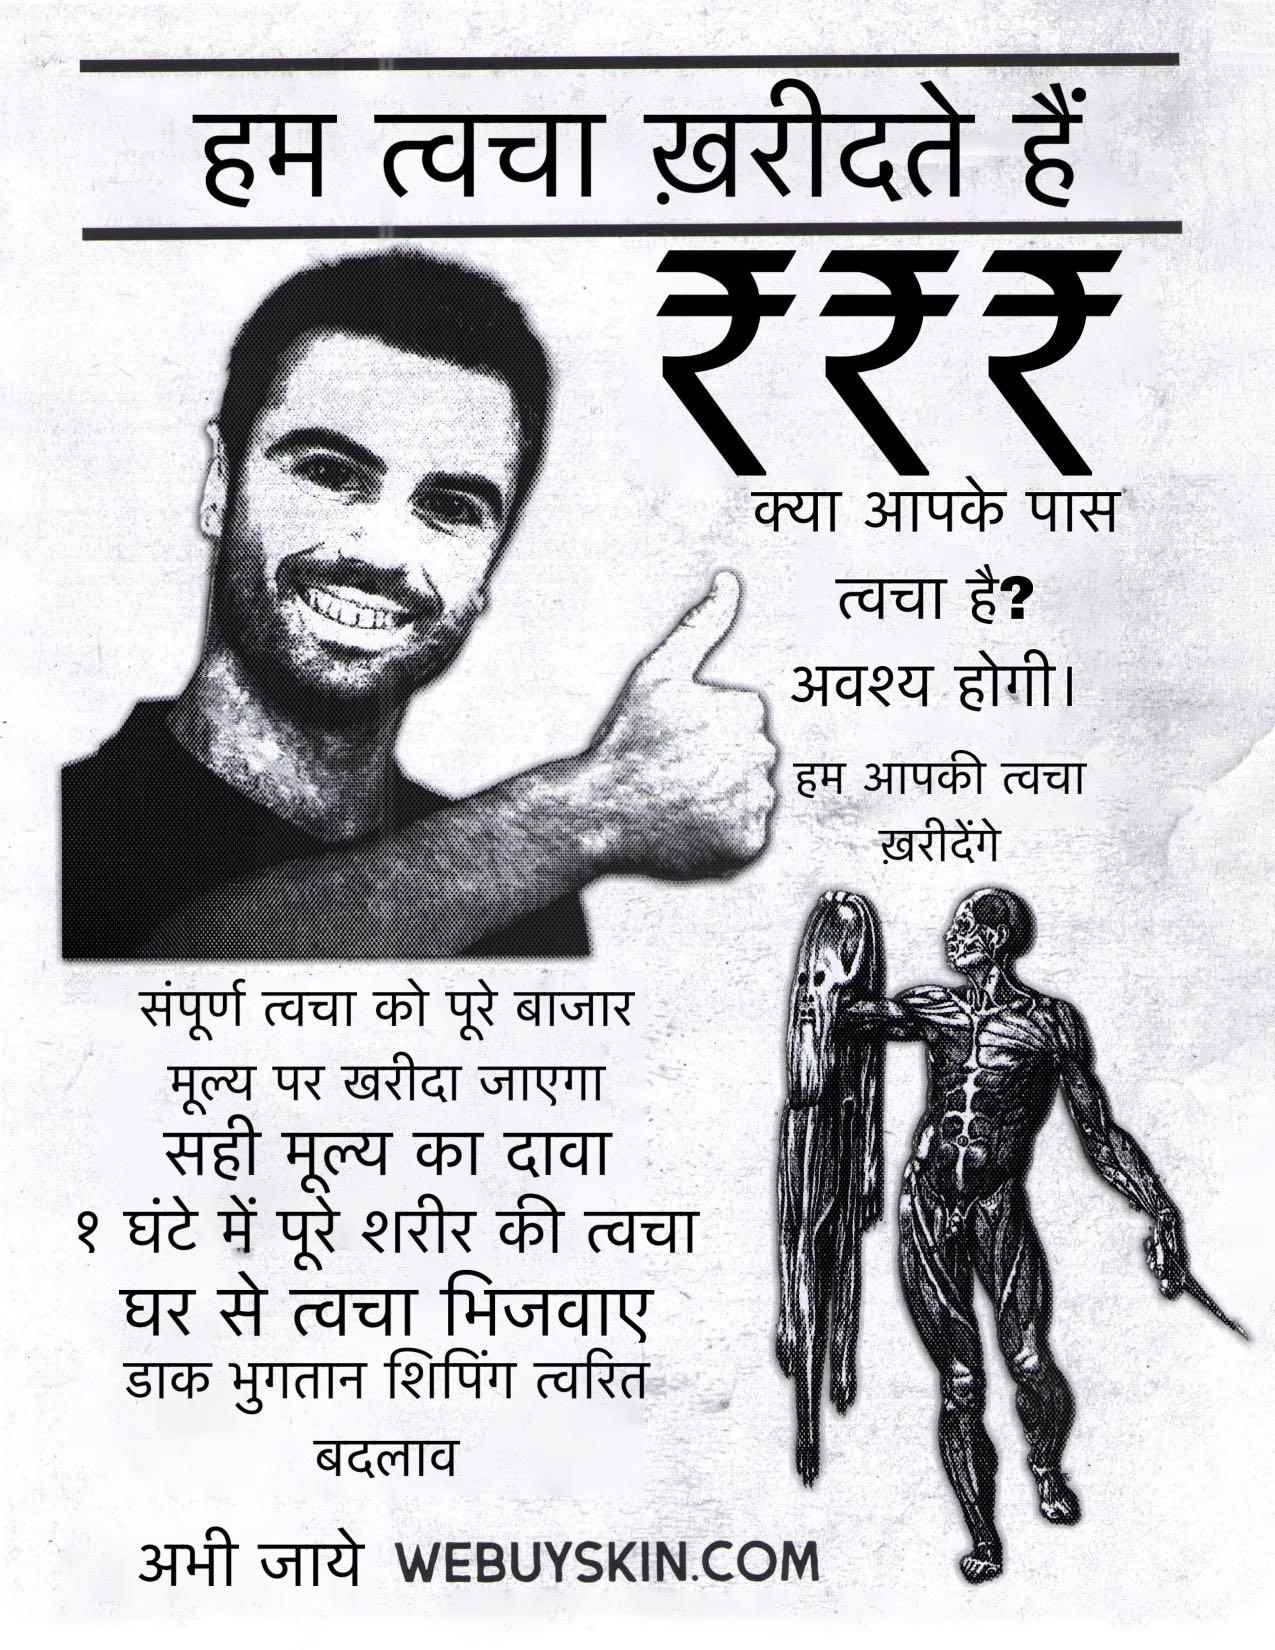 हम त्वचा ख़रीदते हैं
₹₹₹
क्या आपके पास
त्वचा है?
अवश्य होगी।
हम आपकी त्वचा
ख़रीदेंगे
संपूर्ण त्वचा को पूरे बाजार
मूल्य पर खरीदा जाएगा
सही मूल्य का दावा
१ घंटे में पूरे शरीर की त्वचा
घर से त्वचा भिजवाए
डाक भुगतान शिपिंग त्वरित
बदलाव
अभी जाये WEBUYSKIN.COM